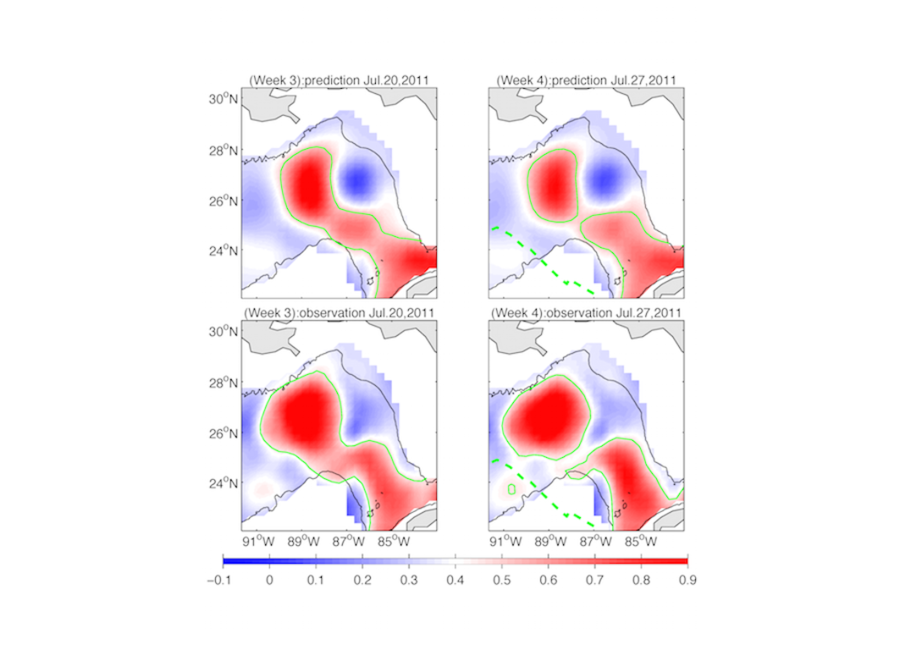 (Week 3):prediction Jul.20,2011
(Week 4):prediction Jul.27,2011
30°N
28°N
26°N
24°N
(Week 3):observation Jul.20,2011
(Week 4):observation Jul.27,2011
30°N
28°N
26°N
24°N
91°W 89°W 87°W 85°W
91°W 89°W 87°W 85°W
−0.1 0 0.1 0.2 0.3 0.4 0.5 0.6 0.7 0.8 0.9